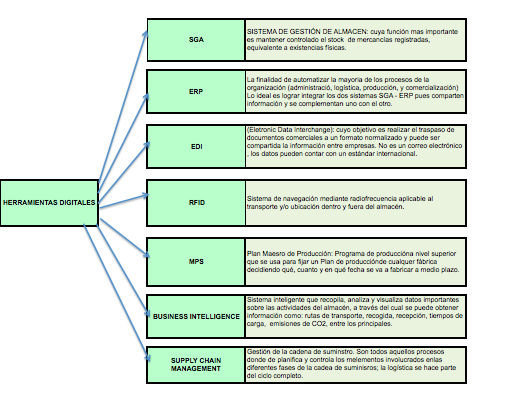 SGA
SISTEMA DE GESTIÓN DE ALMACEN: cuya función mas importante
es mantener controlado el stock de mercancías registradas,
equivalente a existencias físicas.
ERP
La finalidad de automatizar la mayoria de los procesos de la
organización (administració, logística, producción, y comercialización)
Lo ideal es lograr integrar los dos sistemas SGA - ERP pues comparten
información y se complementan uno con el otro.
EDI
(Eletronic Data Interchange): cuyo objetivo es realizar el traspaso de
documentos comerciales a un formato normalizado y puede ser
compartida la información entre empresas. No es un correo electrónico
, los datos pueden contar con un estándar internacional.
HERRAMIENTAS DIGITALES
RFID
Sistema de navegación mediante radiofrecuencia aplicable al
transporte y/o ubicación dentro y fuera del almacén.
MPS
Plan Maestro de Producción: Programa de produccióna nivel superior
que se usa para fijar un Plan de producciónde cualquier fábrica
decidiendo qué, cuanto y en qué fecha se va a fabricar a medio plazo.
BUSINESS INTELLIGENCE
Sistema inteligente que recopila, analiza y visualiza datos importantes
sobre las actividades del almacén, a través del cual se puede obtener
información como: rutas de transporte, recogida, recepción, tiempos de
carga, emisiones de CO2, entre los principales.
SUPPLY CHAIN
MANAGEMENT
Gestión de la cadena de suminstro. Son todos aquellos procesos
donde de planifica y controla los melementos involucrados enlas
diferentes fases de la cadea de suminisros; la logística se hace parte
del ciclo completo.